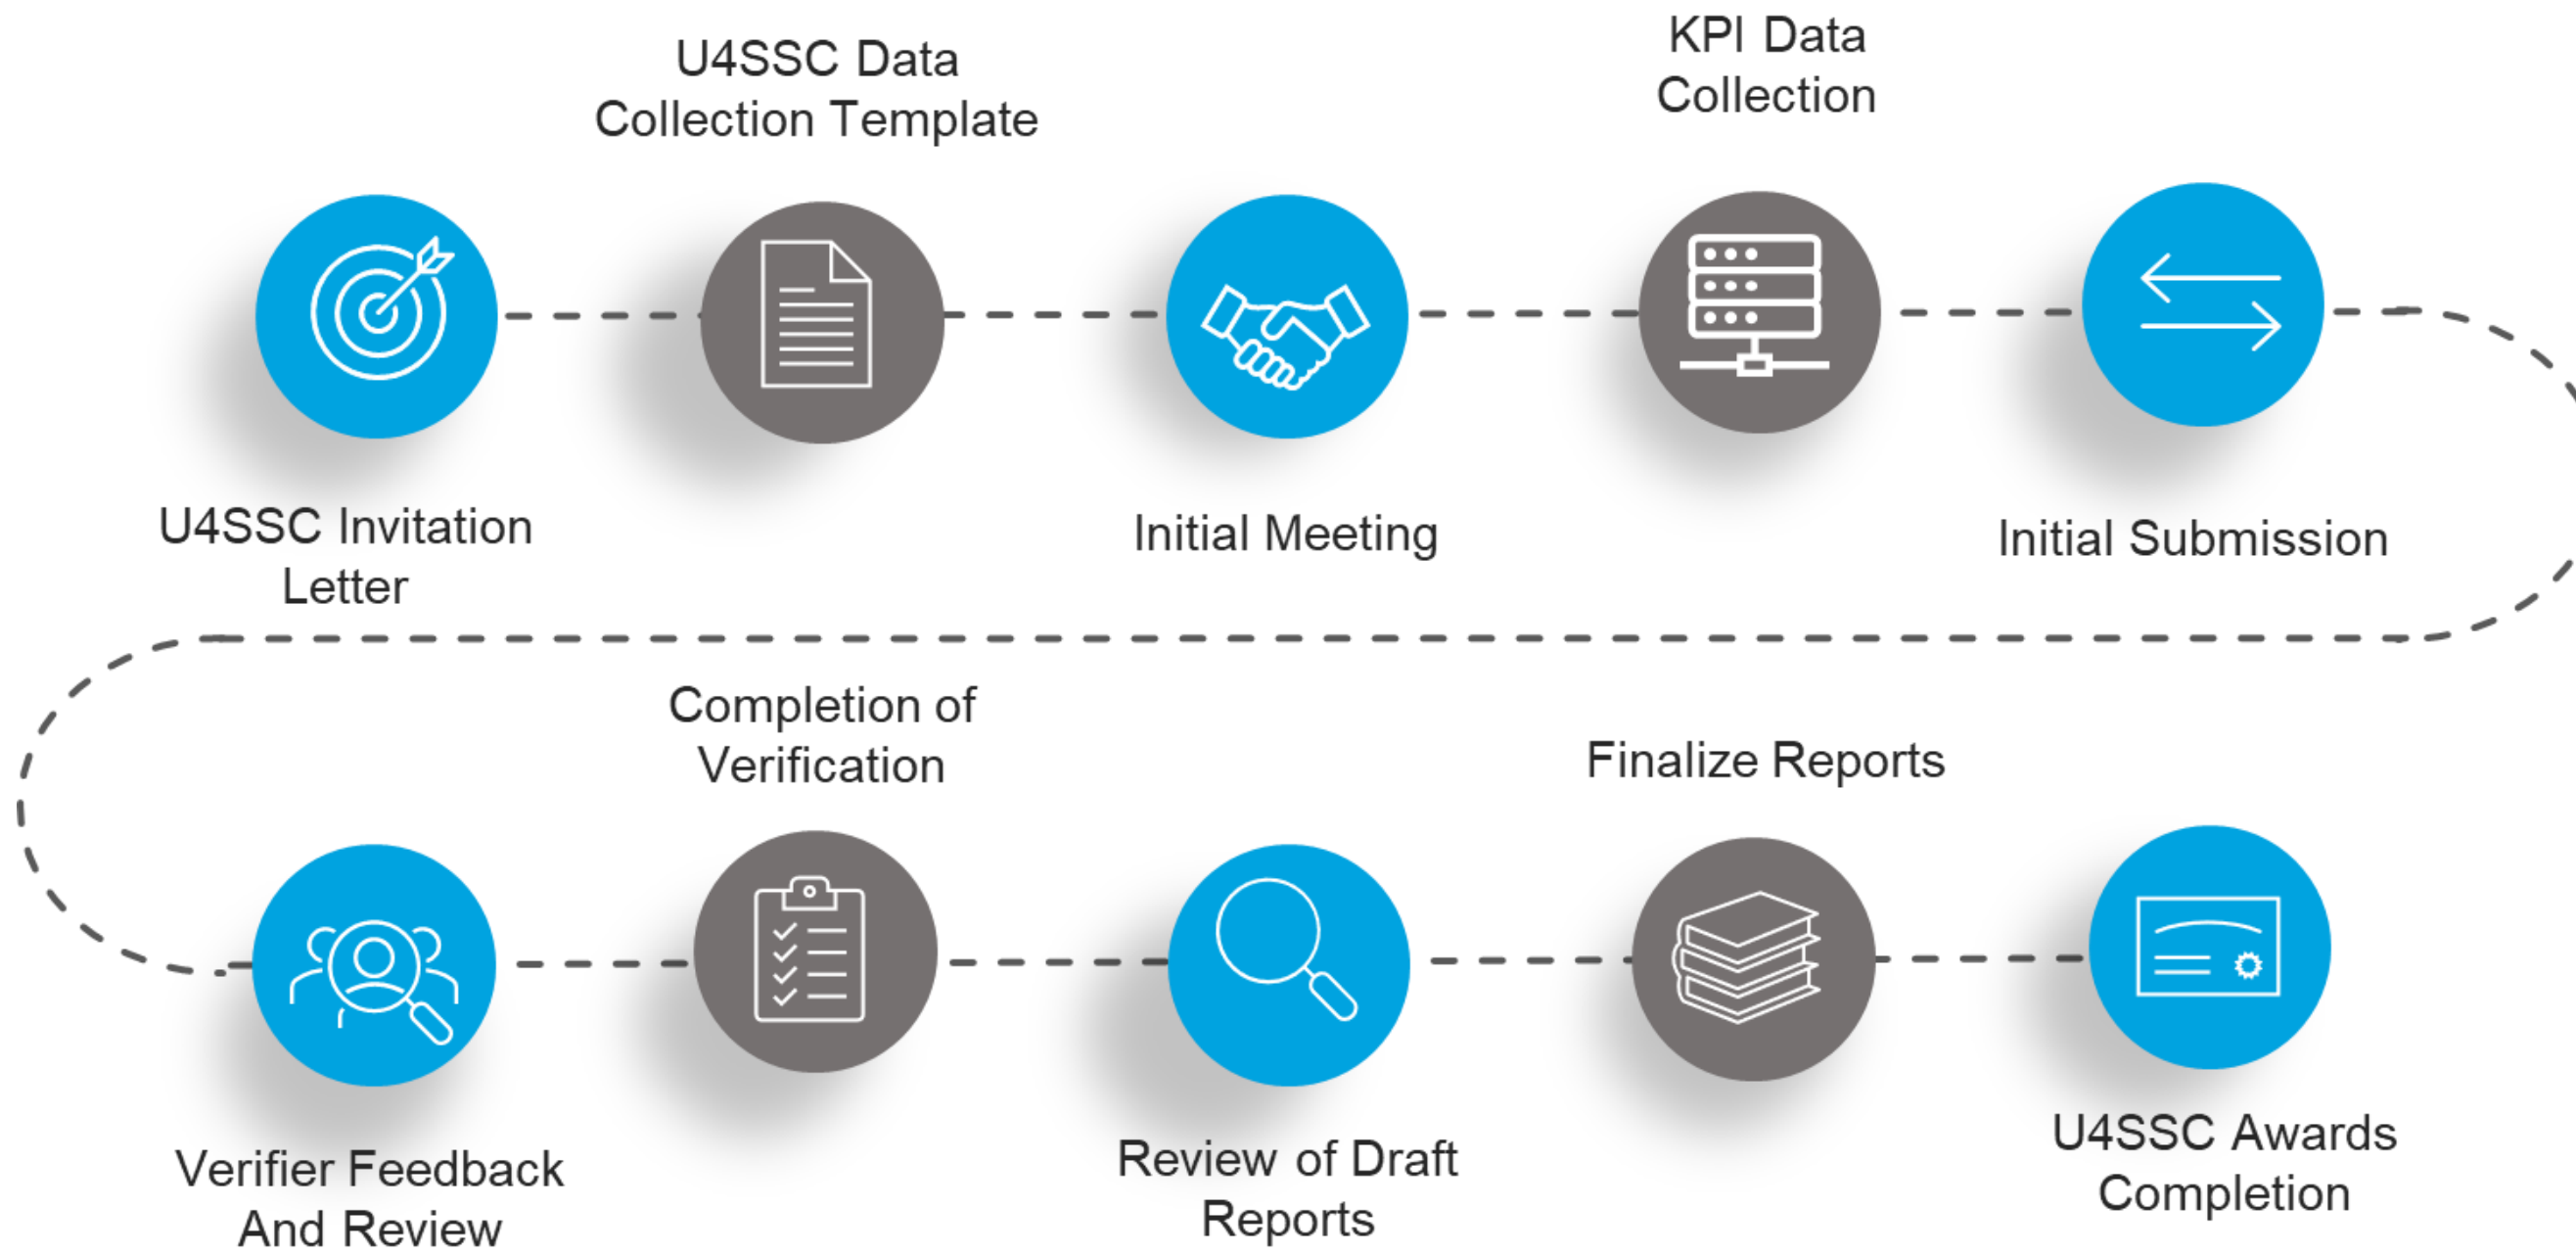 U4SSC Invitation
Letter
U4SSC Data
Collection Template
Initial Meeting
KPI Data
Collection
Initial Submission
Verifier Feedback
And Review
Completion of
Verification
Review of Draft
Reports
Finalize Reports
U4SSC Awards
Completion